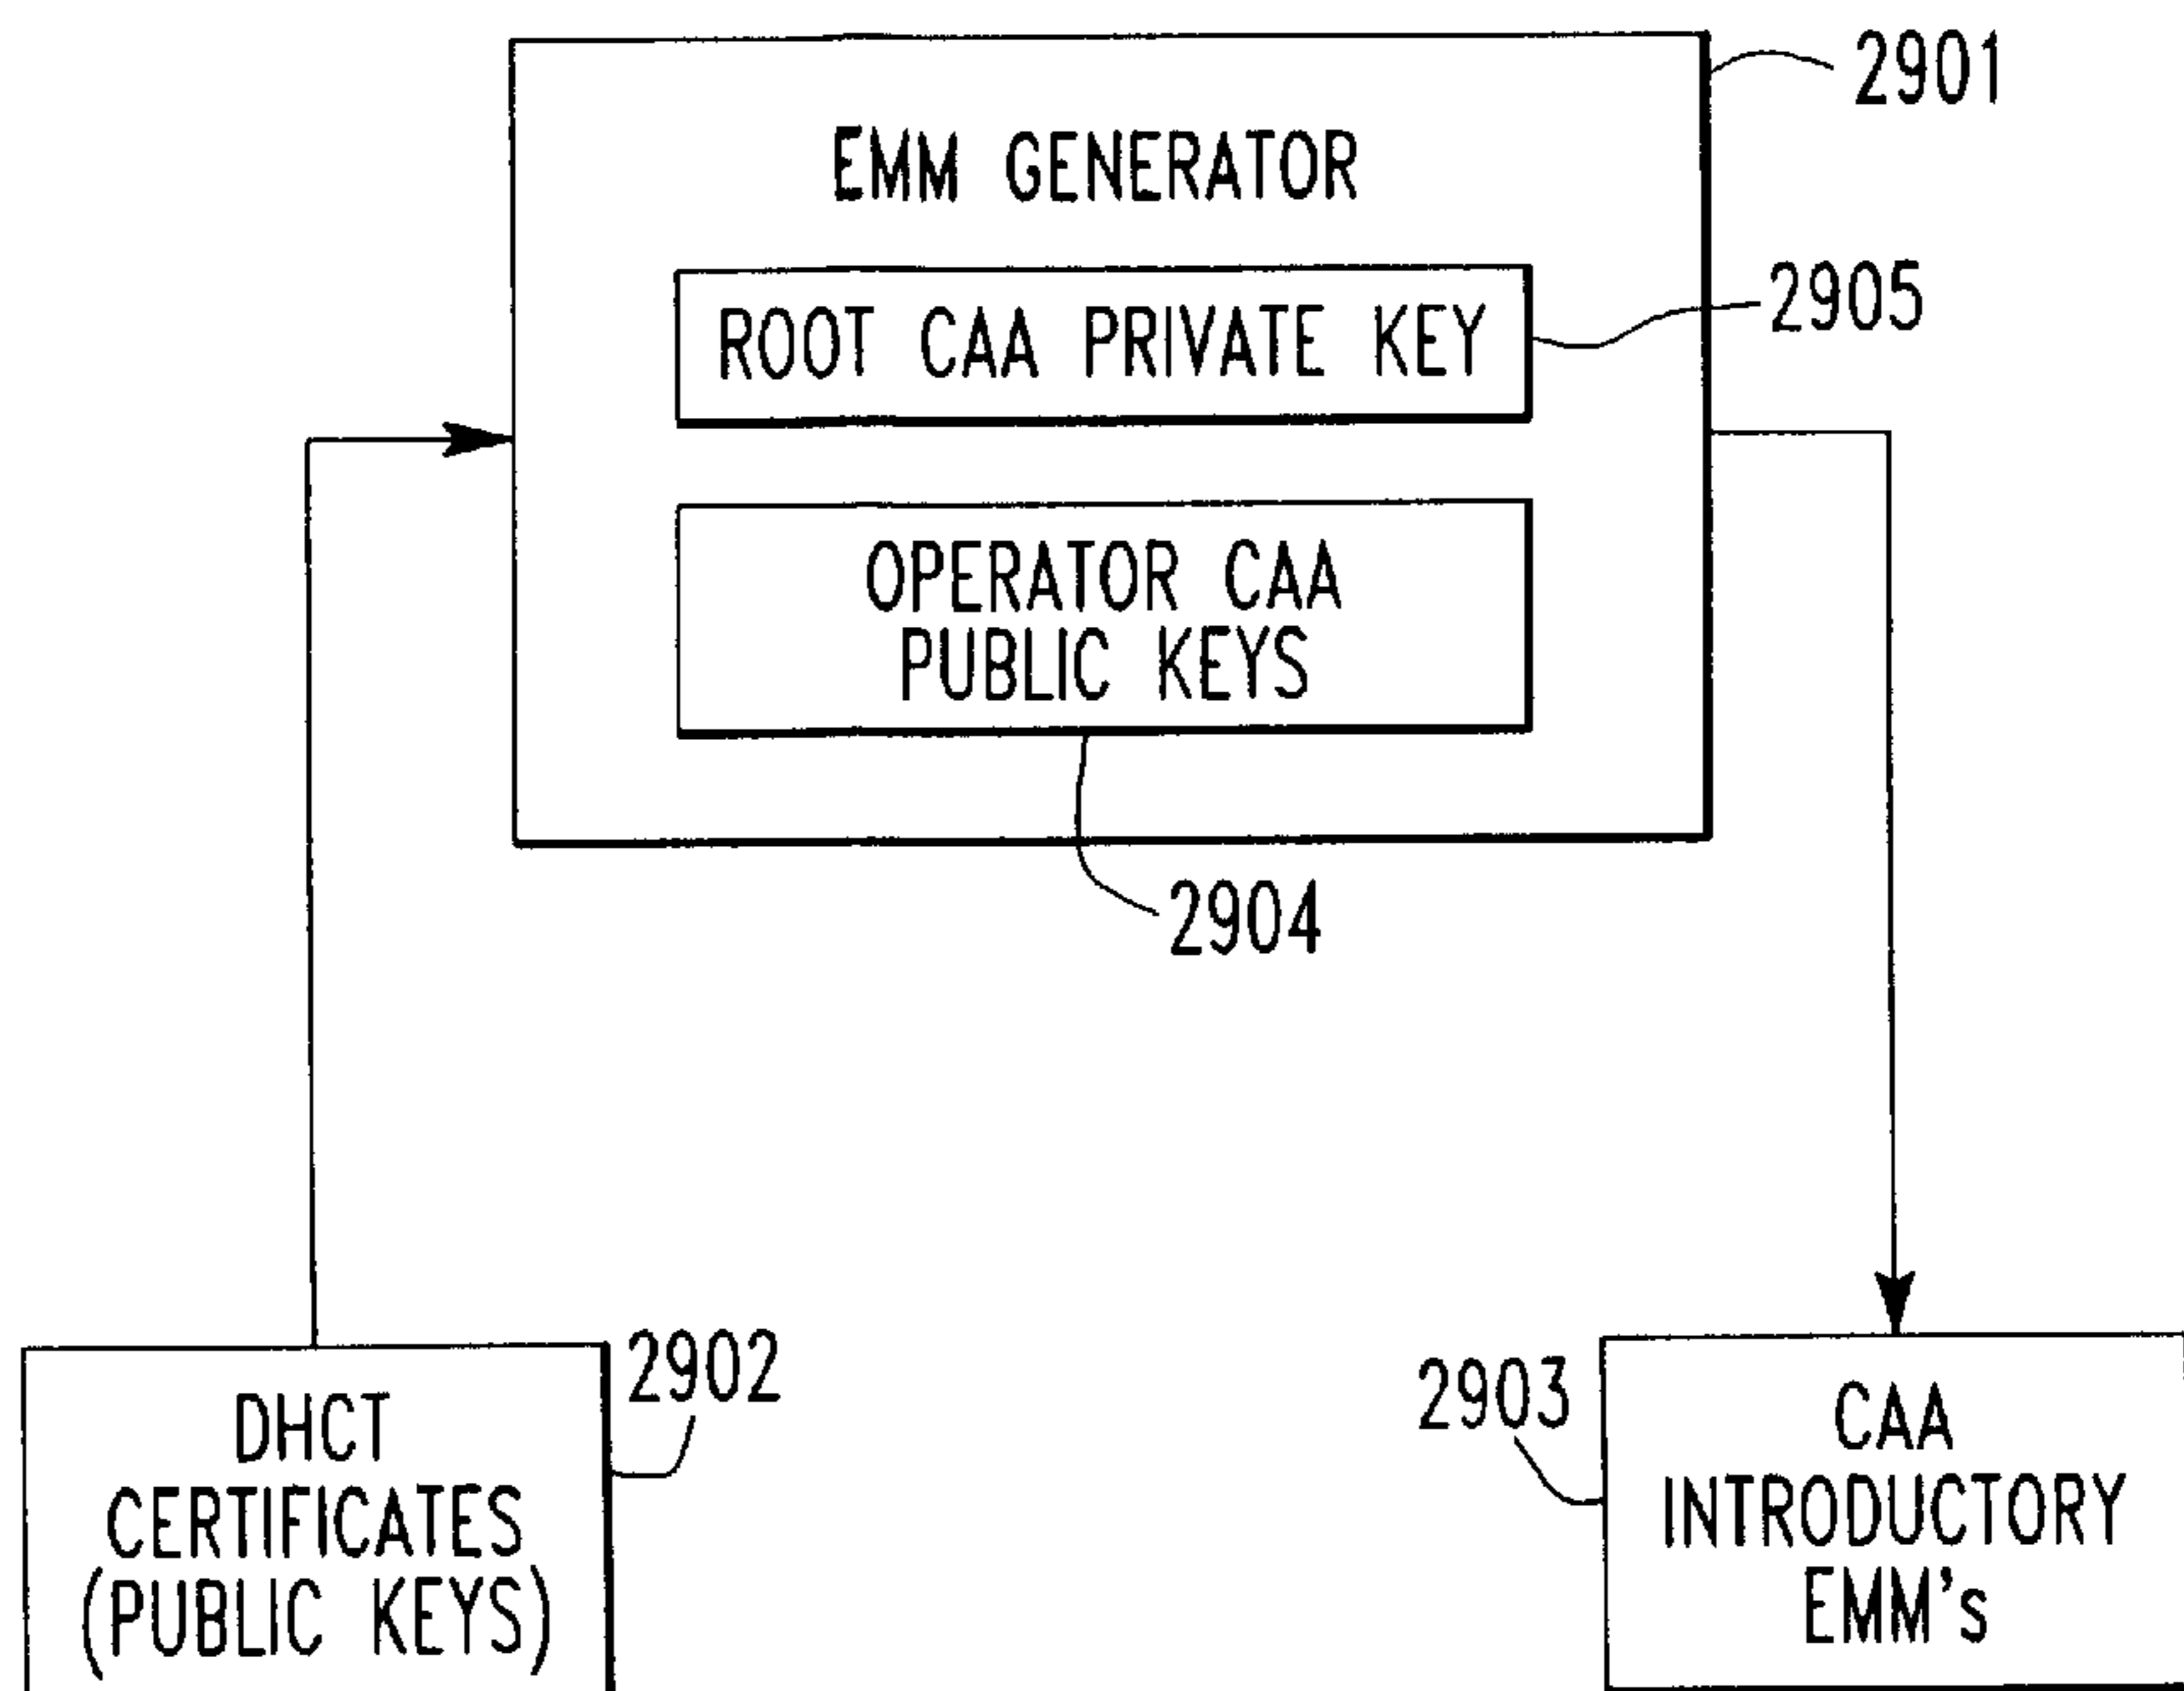 2901
EMM GENERATOR
2905
ROOT CAA PRIVATE KEY
OPERATOR CAA
PUBLIC KEYS
2904
2902
DHCT
CERTIFICATES
(PUBLIC KEYS)
2903
CAA
INTRODUCTORY
EMM's